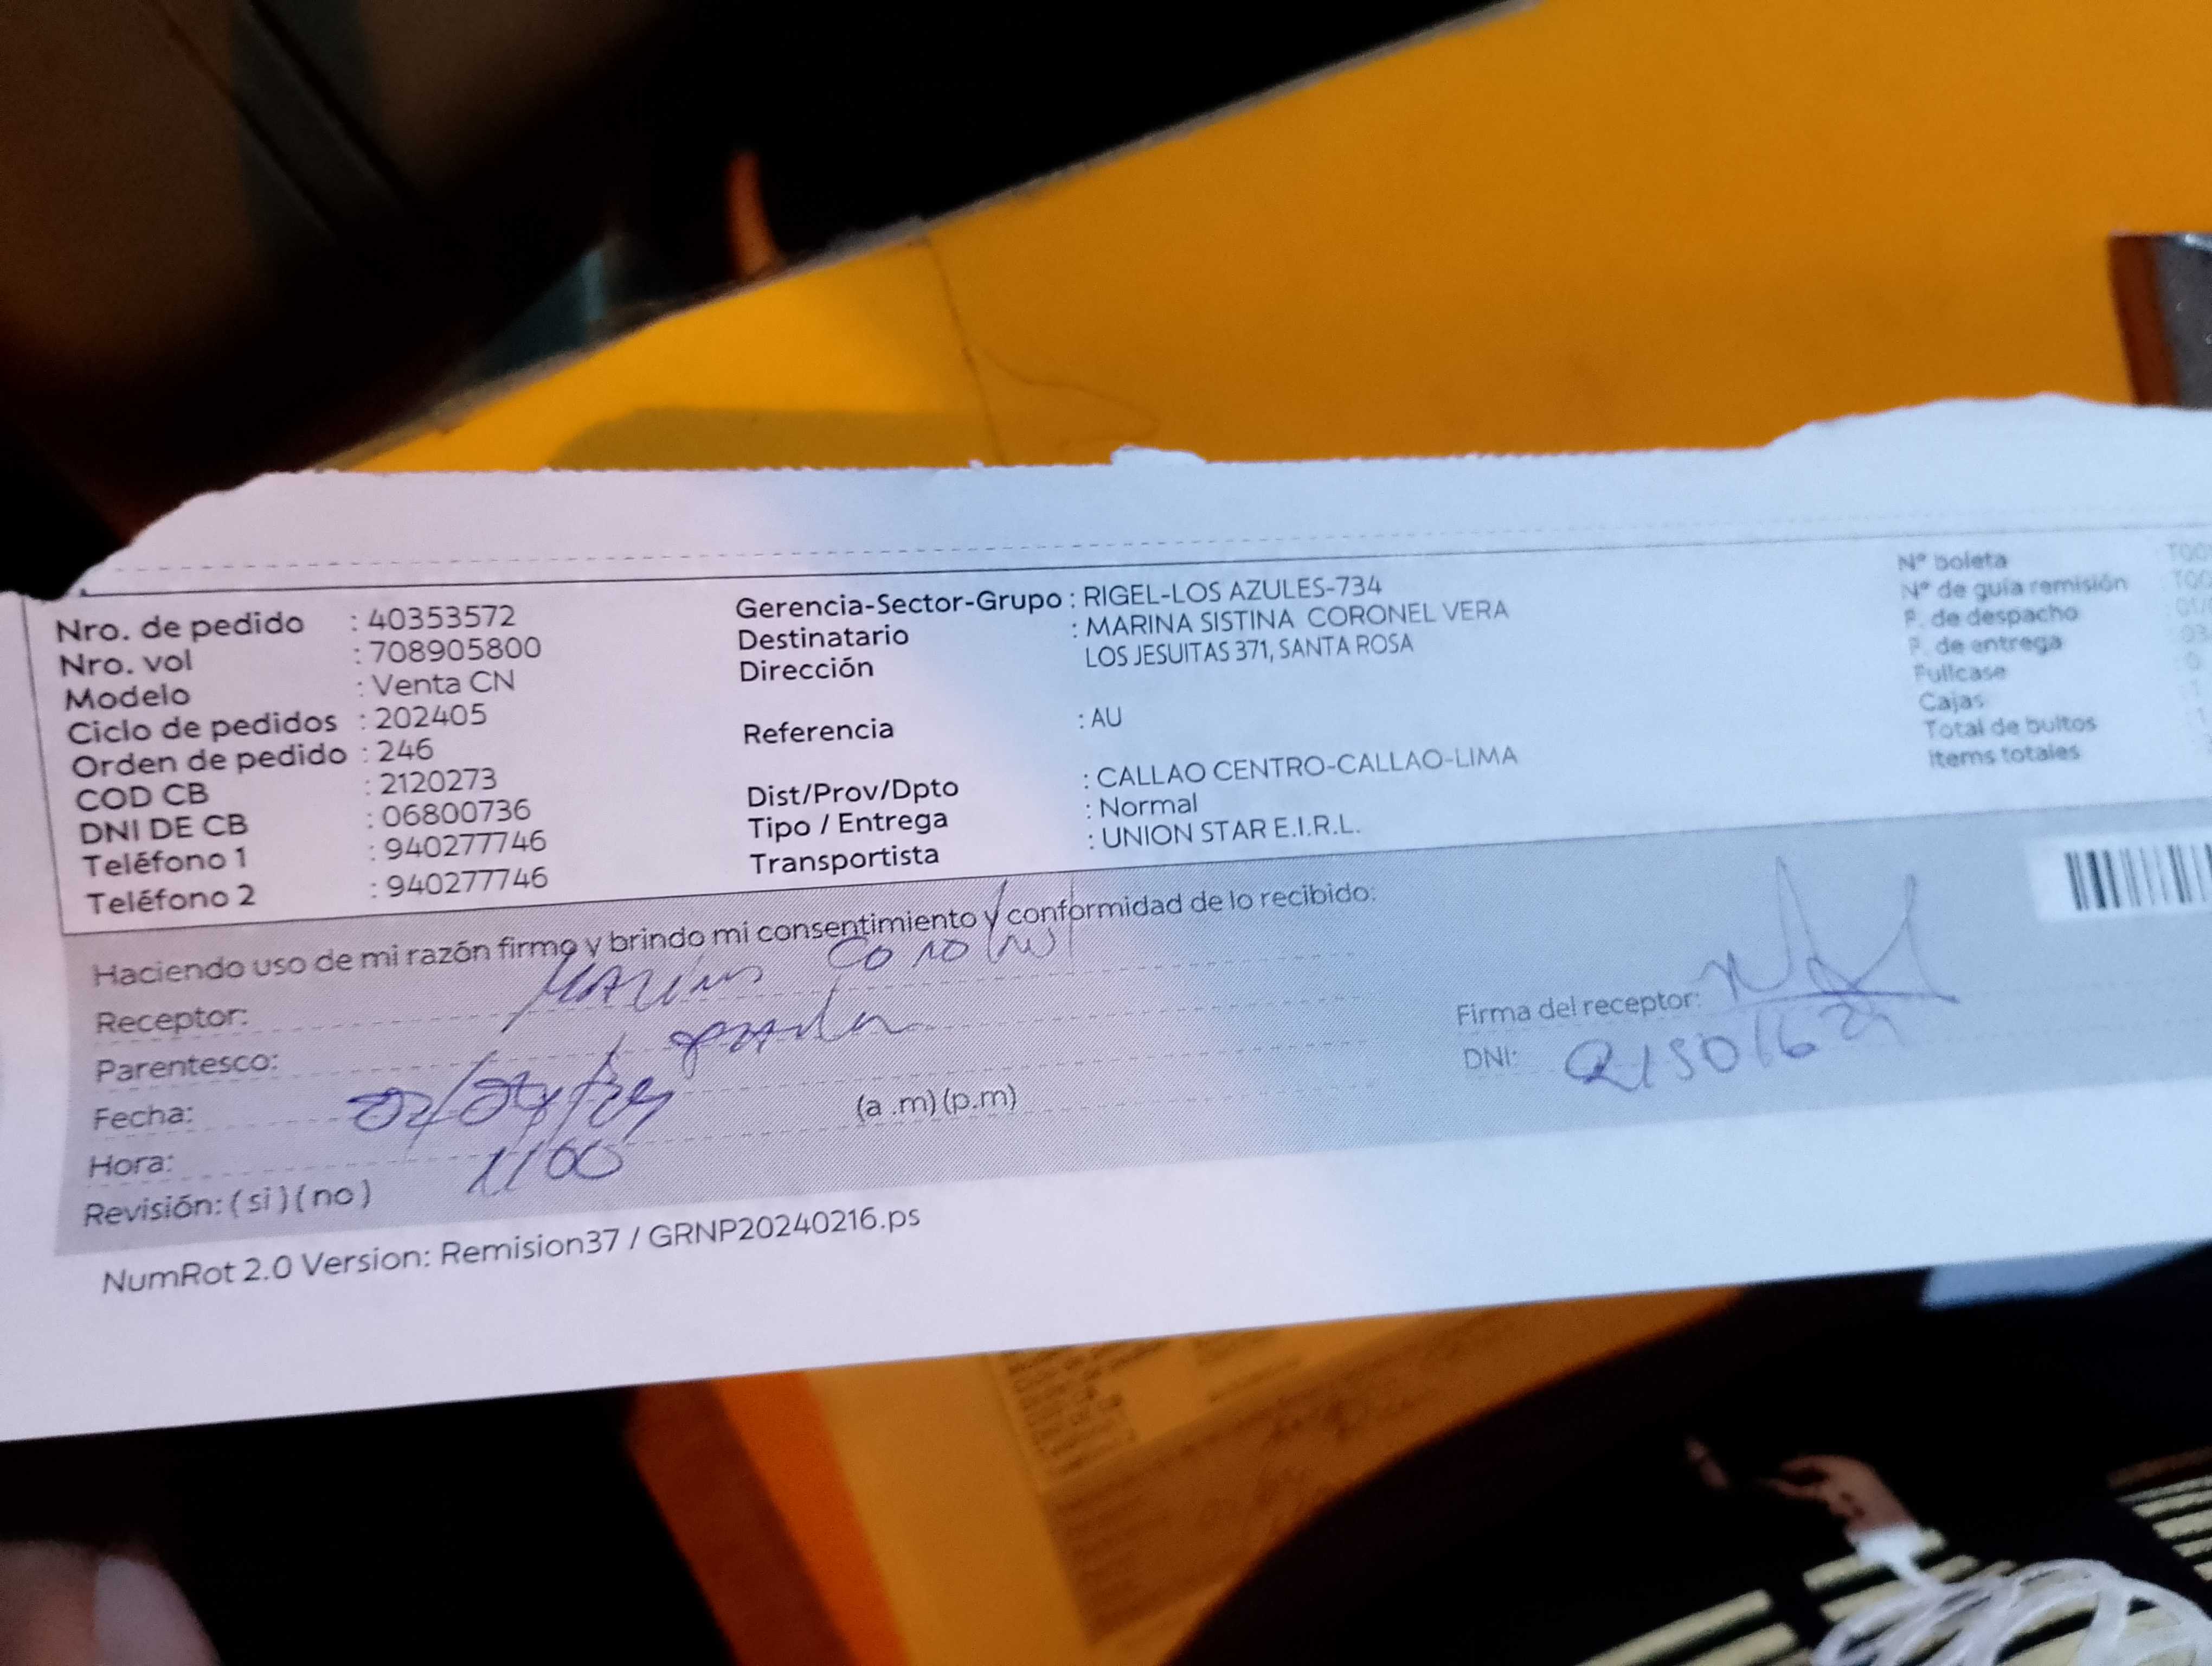 Nro. de pedido : 40353572
Nro. vol : 708905800
Modelo : Venta CN
Ciclo de pedidos : 202405
Orden de pedido : 246
COD CB : 2120273
DNI DE CB : 06800736
Teléfono 1 : 940277746
Teléfono 2 : 940277746
Gerencia-Sector-Grupo : RIGEL-LOS AZULES-734
Destinatario : MARINA SISTINA CORONEL VERA
Dirección LOS JESUITAS 371, SANTA ROSA
Referencia : AU
Dist/Prov/Dpto : CALLAO CENTRO-CALLAO-LIMA
Tipo / Entrega : Normal
Transportista : UNION STAR E.I.R.L.
N° boleta
N° de guía remisión
P. de despacho
P. de entrega
Fullcase
Cajas
Total de bultos
Items totales
Haciendo uso de mi razón firmo y brindo mi consentimiento y conformidad de lo recibido:
Receptor:
Parentesco:
Fecha:
Hora: 1100 (a .m)(p.m)
Revisión: (si)(no)
Firma del receptor:
DNI:
NumRot 2.0 Version: Remision37 / GRNP20240216.ps